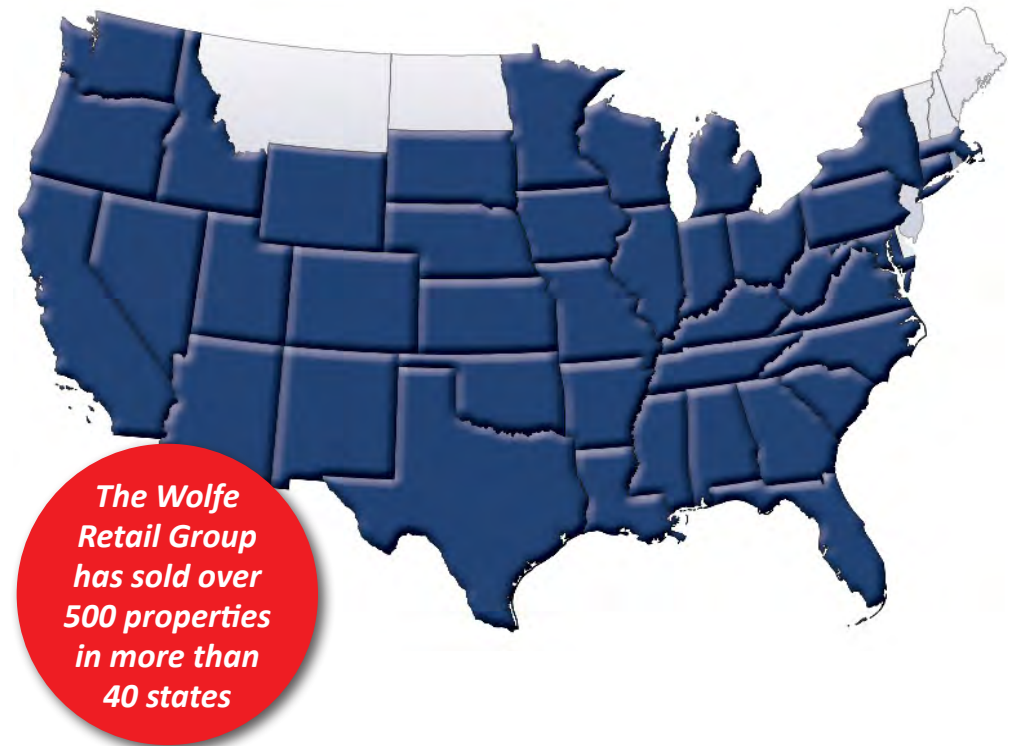 The Wolfe
Retail Group
has sold over
500 properties
in more than
40 states